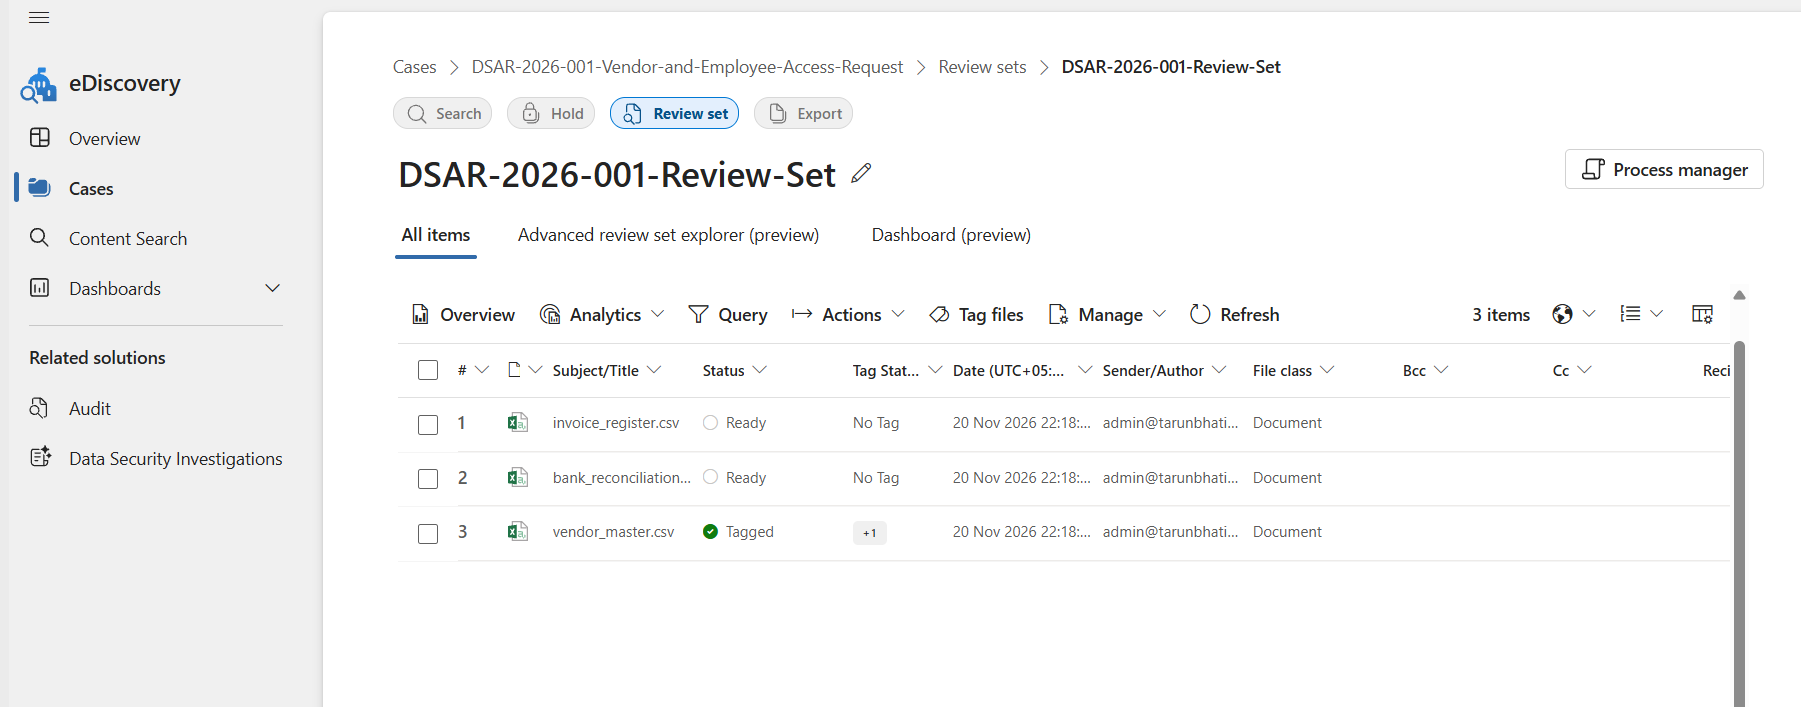 eDiscovery
Overview
Cases
Content Search
Dashboards
Related solutions
Audit
Data Security Investigations
Cases > DSAR-2026-001-Vendor-and-Employee-Access-Request > Review sets > DSAR-2026-001-Review-Set
Search Hold Review set Export
DSAR-2026-001-Review-Set
Process manager
All items Advanced review set explorer (preview) Dashboard (preview)
Overview Analytics Query Actions Tag files Manage Refresh 3 items
# Subject/Title Status Tag Stat... Date (UTC+05:... Sender/Author File class Bcc Cc Reci
1 invoice_register.csv Ready No Tag 20 Nov 2026 22:18:... admin@tarunbhati... Document
2 bank_reconciliation... Ready No Tag 20 Nov 2026 22:18:... admin@tarunbhati... Document
3 vendor_master.csv Tagged +1 20 Nov 2026 22:18:... admin@tarunbhati... Document